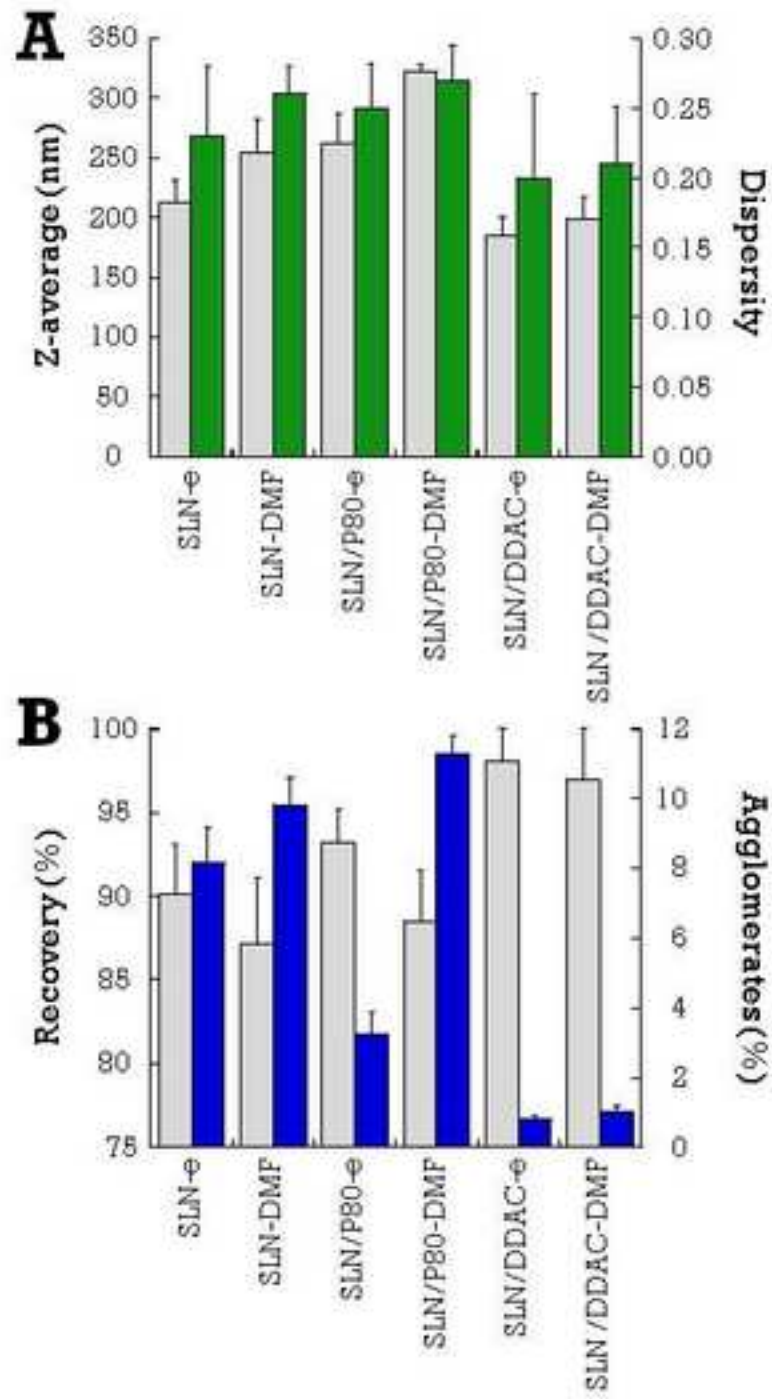 A
350
300
250
200
150
100
50
0
Z-average (nm)
0.30
0.25
0.20
0.15
0.10
0.05
0.00
Dispersity
SLN-e
SLN-DMF
SLN/P80-e
SLN/P80-DMF
SLN/DDAC-e
SLN /DDAC-DMF
B
100
95
90
85
80
75
Recovery (%)
12
10
8
6
4
2
0
Agglomerates (%)
SLN-e
SLN-DMF
SLN/P80-e
SLN/P80-DMF
SLN/DDAC-e
SLN /DDAC-DMF